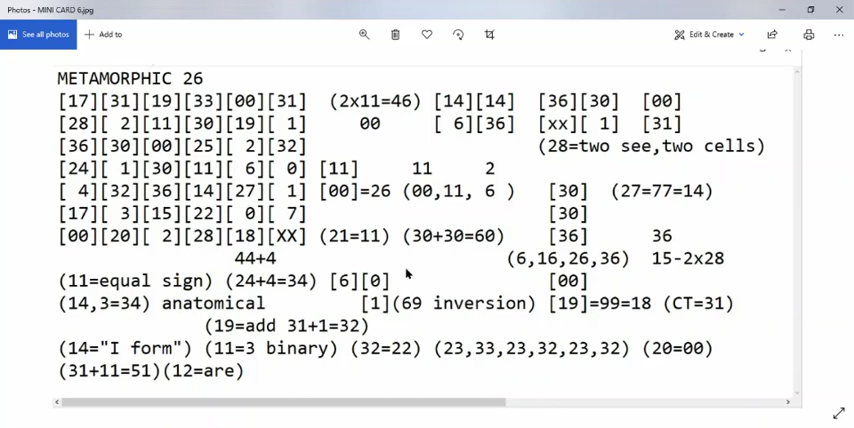 Photos - MINI CARD 6.jpg
See all photos + Add to Edit & Create
METAMORPHIC 26
[17][31][19][33][00][31] (2x11=46) [14][14] [36][30] [00]
[28][ 2][11][30][19][ 1] 00 [ 6][36] [xx][ 1] [31]
[36][30][00][25][ 2][32] (28=two see,two cells)
[24][ 1][30][11][ 6][ 0] [11] 11 2
[ 4][32][36][14][27][ 1] [00]=26 (00,11, 6 ) [30] (27=77=14)
[17][ 3][15][22][ 0][ 7] [30]
[00][20][ 2][28][18][XX] (21=11) (30+30=60) [36] 36
44+4 (6,16,26,36) 15-2x28
(11=equal sign) (24+4=34) [6][0] [00]
(14,3=34) anatomical [1](69 inversion) [19]=99=18 (CT=31)
(19=add 31+1=32)
(14="I form") (11=3 binary) (32=22) (23,33,23,32,23,32) (20=00)
(31+11=51)(12=are)